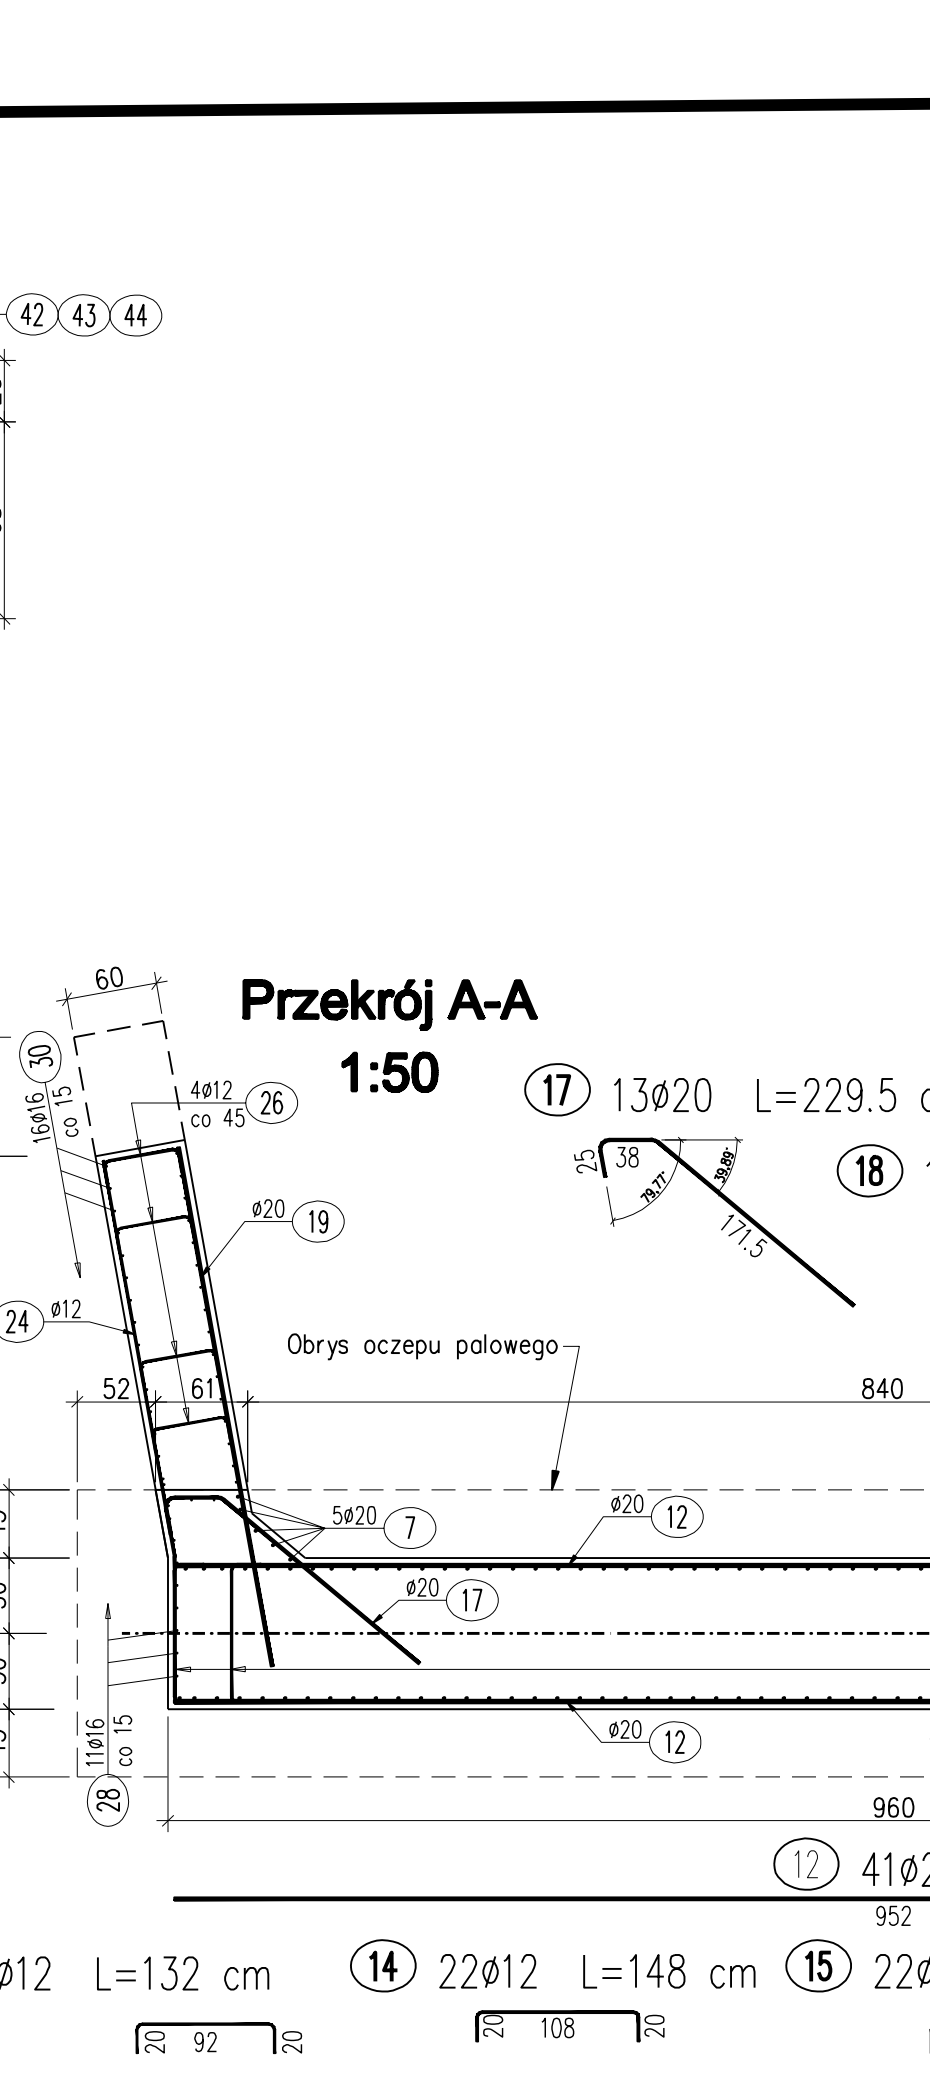 42 43 44
60
Przekrój A-A
1:50
30
16ø16
co 15
4ø12
co 45
26
17 13ø20 L=229.5
25
38
79.77°
39.89°
171.5
18
ø20 19
24 ø12
Obrys oczepu palowego
52
61
840
5ø20 7
ø20 12
ø20 17
11ø16
co 15
28
ø20 12
960
12 41ø
952
ø12 L=132 cm
20 92 20
14 22ø12 L=148 cm
20 108 20
15 22ø